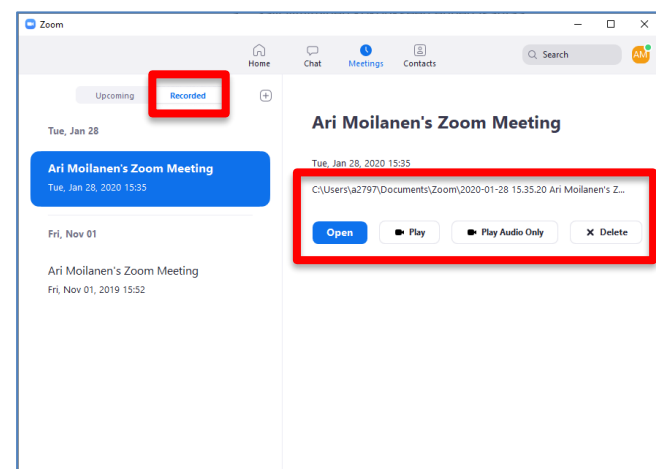 Zoom
Home Chat Meetings Contacts
Search
AM
Upcoming Recorded
Tue, Jan 28
Ari Moilanen's Zoom Meeting
Tue, Jan 28, 2020 15:35
Fri, Nov 01
Ari Moilanen's Zoom Meeting
Fri, Nov 01, 2019 15:52
Ari Moilanen's Zoom Meeting
Tue, Jan 28, 2020 15:35
C:\Users\a2797\Documents\Zoom\2020-01-28 15.35.20 Ari Moilanen's Z...
Open Play Play Audio Only Delete